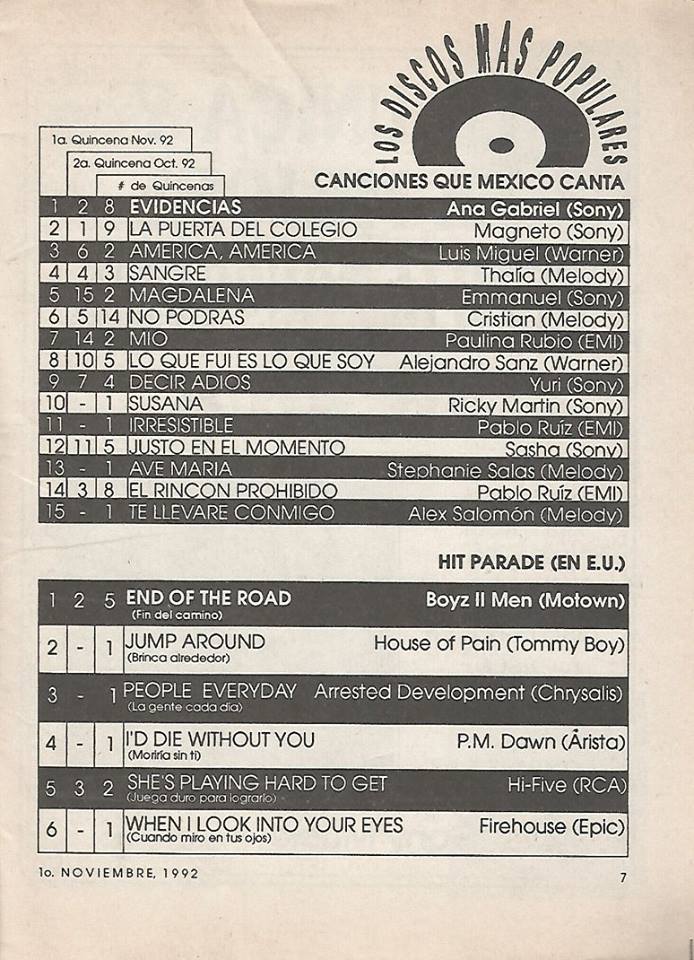 LOS DISCOS MAS POPULARES
1a. Quincena Nov. 92
2a. Quincena Oct. 92
# de Quincenas
CANCIONES QUE MEXICO CANTA
1 2 8 EVIDENCIAS Ana Gabriel (Sony)
2 1 9 LA PUERTA DEL COLEGIO Magneto (Sony)
3 6 2 AMERICA, AMERICA Luis Miguel (Warner)
4 4 3 SANGRE Thalía (Melody)
5 15 2 MAGDALENA Emmanuel (Sony)
6 5 14 NO PODRAS Cristian (Melody)
7 14 2 MIO Paulina Rubio (EMI)
8 10 5 LO QUE FUI ES LO QUE SOY Alejandro Sanz (Warner)
9 7 4 DECIR ADIOS Yuri (Sony)
10 - 1 SUSANA Ricky Martin (Sony)
11 - 1 IRRESISTIBLE Pablo Ruíz (EMI)
12 11 5 JUSTO EN EL MOMENTO Sasha (Sony)
13 - 1 AVE MARIA Stephanie Salas (Melody)
14 3 8 EL RINCON PROHIBIDO Pablo Ruíz (EMI)
15 - 1 TE LLEVARE CONMIGO Alex Salomón (Melody)
HIT PARADE (EN E.U.)
1 2 5 END OF THE ROAD Boyz II Men (Motown)
(Fin del camino)
2 - 1 JUMP AROUND House of Pain (Tommy Boy)
(Brinca alrededor)
3 - 1 PEOPLE EVERYDAY Arrested Development (Chrysalis)
(La gente cada día)
4 - 1 I'D DIE WITHOUT YOU P.M. Dawn (Arista)
(Moriría sin ti)
5 3 2 SHE'S PLAYING HARD TO GET Hi-Five (RCA)
(Juega duro para lograrlo)
6 - 1 WHEN I LOOK INTO YOUR EYES Firehouse (Epic)
(Cuando miro en tus ojos)
1o. NOVIEMBRE, 1992 7